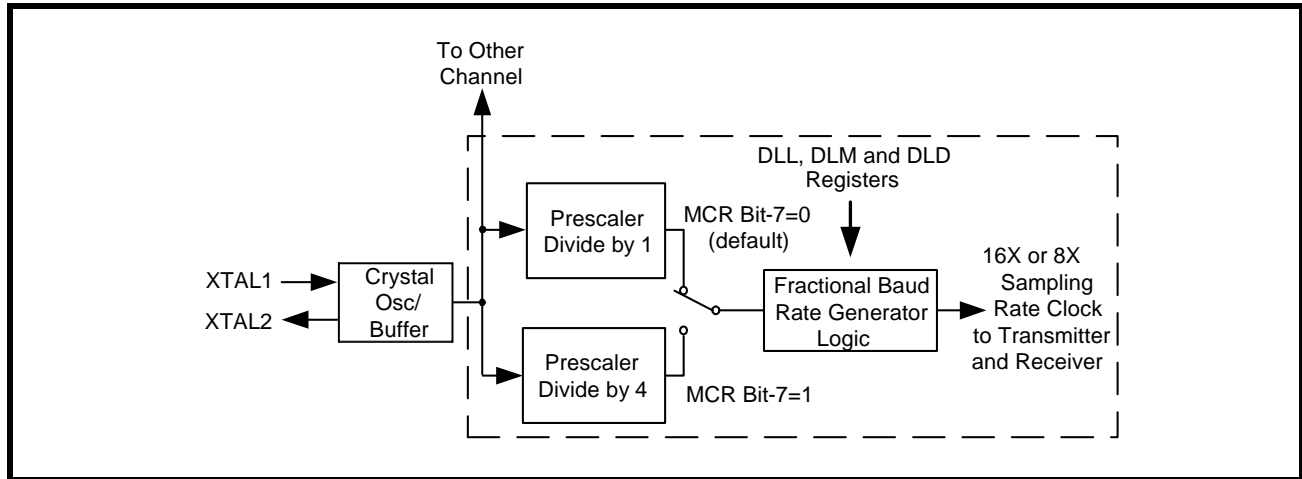 To Other
Channel
DLL, DLM and DLD
Registers
Prescaler
Divide by 1
MCR Bit-7=0
(default)
XTAL1
XTAL2
Crystal
Osc/
Buffer
Fractional Baud
Rate Generator
Logic
16X or 8X
Sampling
Rate Clock
to Transmitter
and Receiver
Prescaler
Divide by 4
MCR Bit-7=1